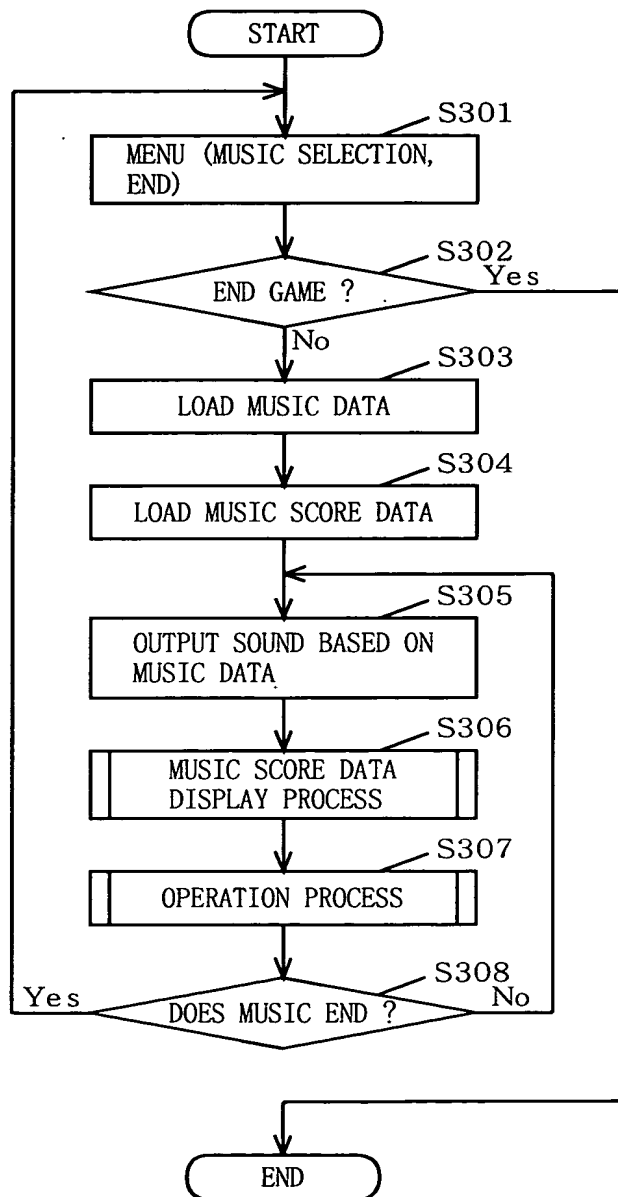 START
S301
MENU (MUSIC SELECTION,
END)
S302
END GAME ?
Yes
No
S303
LOAD MUSIC DATA
S304
LOAD MUSIC SCORE DATA
S305
OUTPUT SOUND BASED ON
MUSIC DATA
S306
MUSIC SCORE DATA
DISPLAY PROCESS
S307
OPERATION PROCESS
S308
Yes
DOES MUSIC END ?
No
END